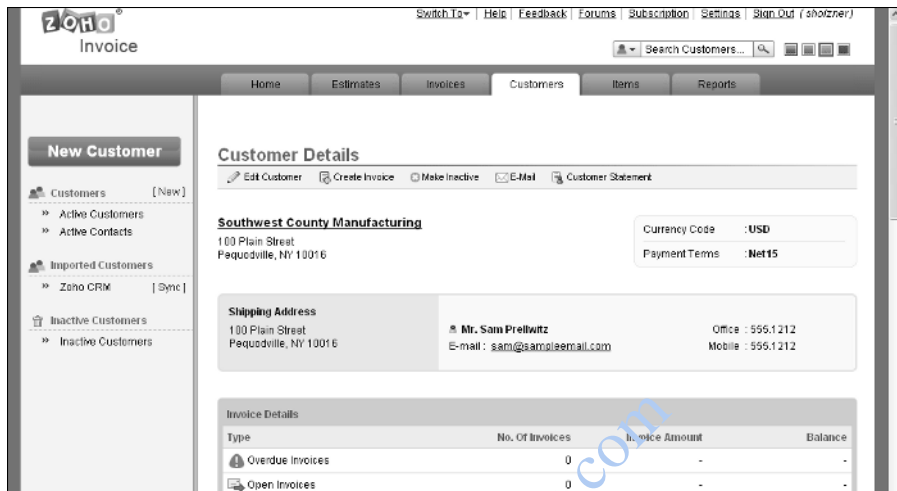 ZOHO
Invoice
Switch To | Help | Feedback | Forums | Subscription | Settings | Sign Out ( sholzner)
Search Customers...
Home Estimates Invoices Customers Items Reports
New Customer
Customers [ New ]
» Active Customers
» Active Contacts
Imported Customers
» Zoho CRM [ Sync ]
Inactive Customers
» Inactive Customers
Customer Details
Edit Customer Create Invoice Make Inactive E-Mail Customer Statement
Southwest County Manufacturing
100 Plain Street
Pequodville, NY 10016
Currency Code : USD
Payment Terms : Net15
Shipping Address
100 Plain Street
Pequodville, NY 10016
Mr. Sam Prellwitz
E-mail : sam@sampleemail.com
Office : 555.1212
Mobile : 555.1212
Invoice Details
Type No. Of Invoices Invoice Amount Balance
Overdue Invoices 0 - -
Open Invoices 0 - -
com